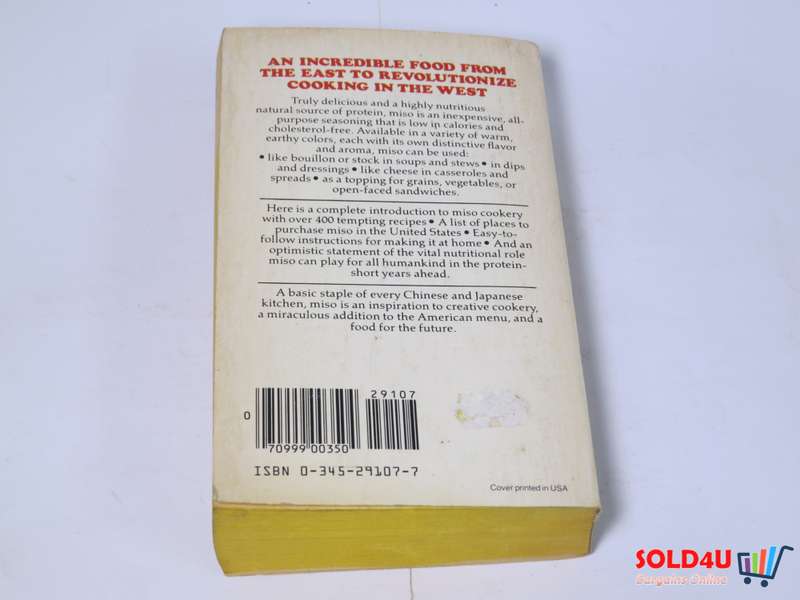 AN INCREDIBLE FOOD FROM
THE EAST TO REVOLUTIONIZE
COOKING IN THE WEST
Truly delicious and a highly nutritious
natural source of protein, miso is an inexpensive, all-
purpose seasoning that is low in calories and
cholesterol-free. Available in a variety of warm,
earthy colors, each with its own distinctive flavor
and aroma, miso can be used:
• like bouillon or stock in soups and stews • in dips
and dressings • like cheese in casseroles and
spreads • as a topping for grains, vegetables, or
open-faced sandwiches.
Here is a complete introduction to miso cookery
with over 400 tempting recipes • A list of places to
purchase miso in the United States • Easy-to-
follow instructions for making it at home • And an
optimistic statement of the vital nutritional role
miso can play for all humankind in the protein-
short years ahead.
A basic staple of every Chinese and Japanese
kitchen, miso is an inspiration to creative cookery,
a miraculous addition to the American menu, and a
food for the future.
29107
0
70999 00350
ISBN 0-345-29107-7
Cover printed in USA
SOLD4U
Bargains Online